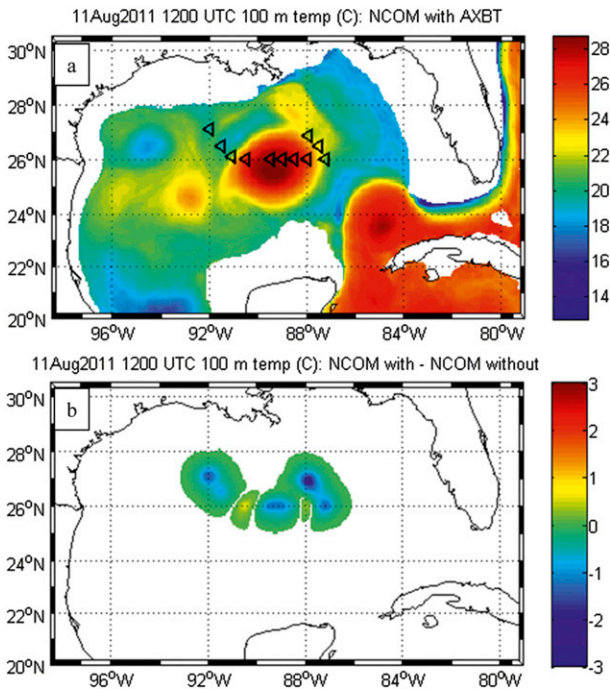 11Aug2011 1200 UTC 100 m temp (C): NCOM with AXBT
a
30°N
28°N
26°N
24°N
22°N
20°N
96°W
92°W
88°W
84°W
80°W
28
26
24
22
20
18
16
14
11Aug2011 1200 UTC 100 m temp (C): NCOM with - NCOM without
b
30°N
28°N
26°N
24°N
22°N
20°N
96°W
92°W
88°W
84°W
80°W
3
2
1
0
-1
-2
-3